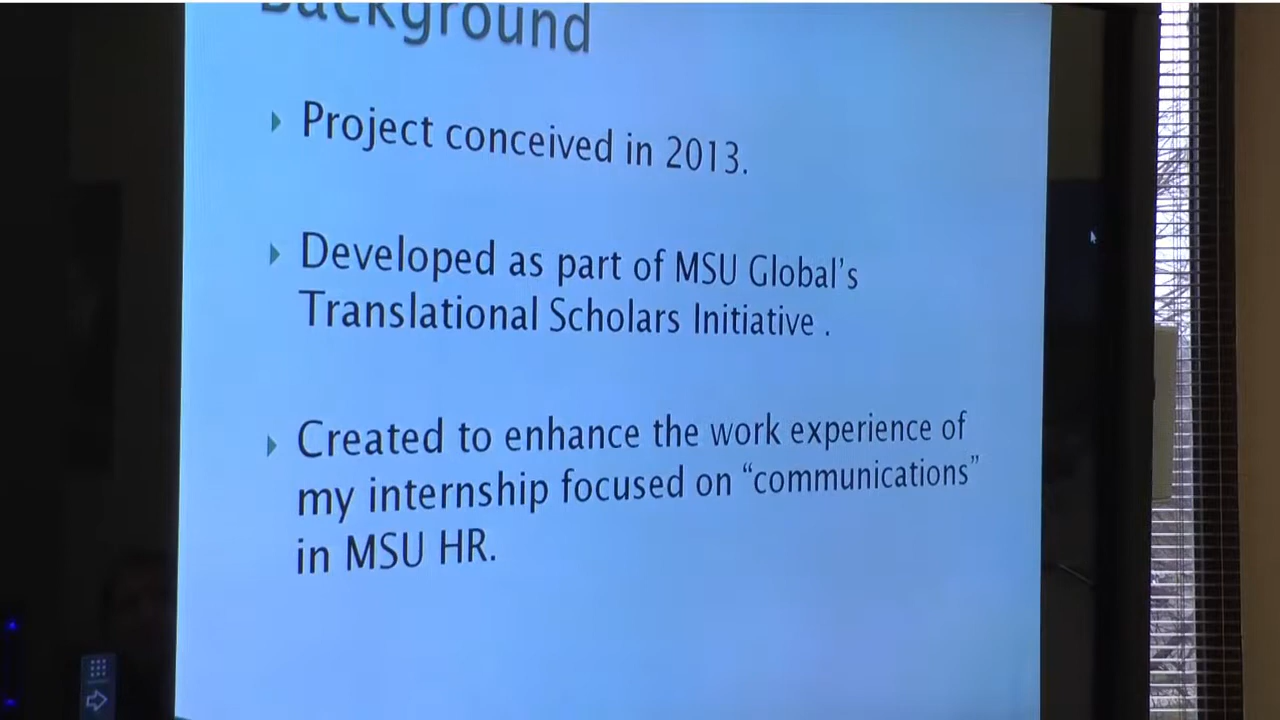 Background
Project conceived in 2013.
Developed as part of MSU Global's
Translational Scholars Initiative .
Created to enhance the work experience of
my internship focused on “communications”
in MSU HR.